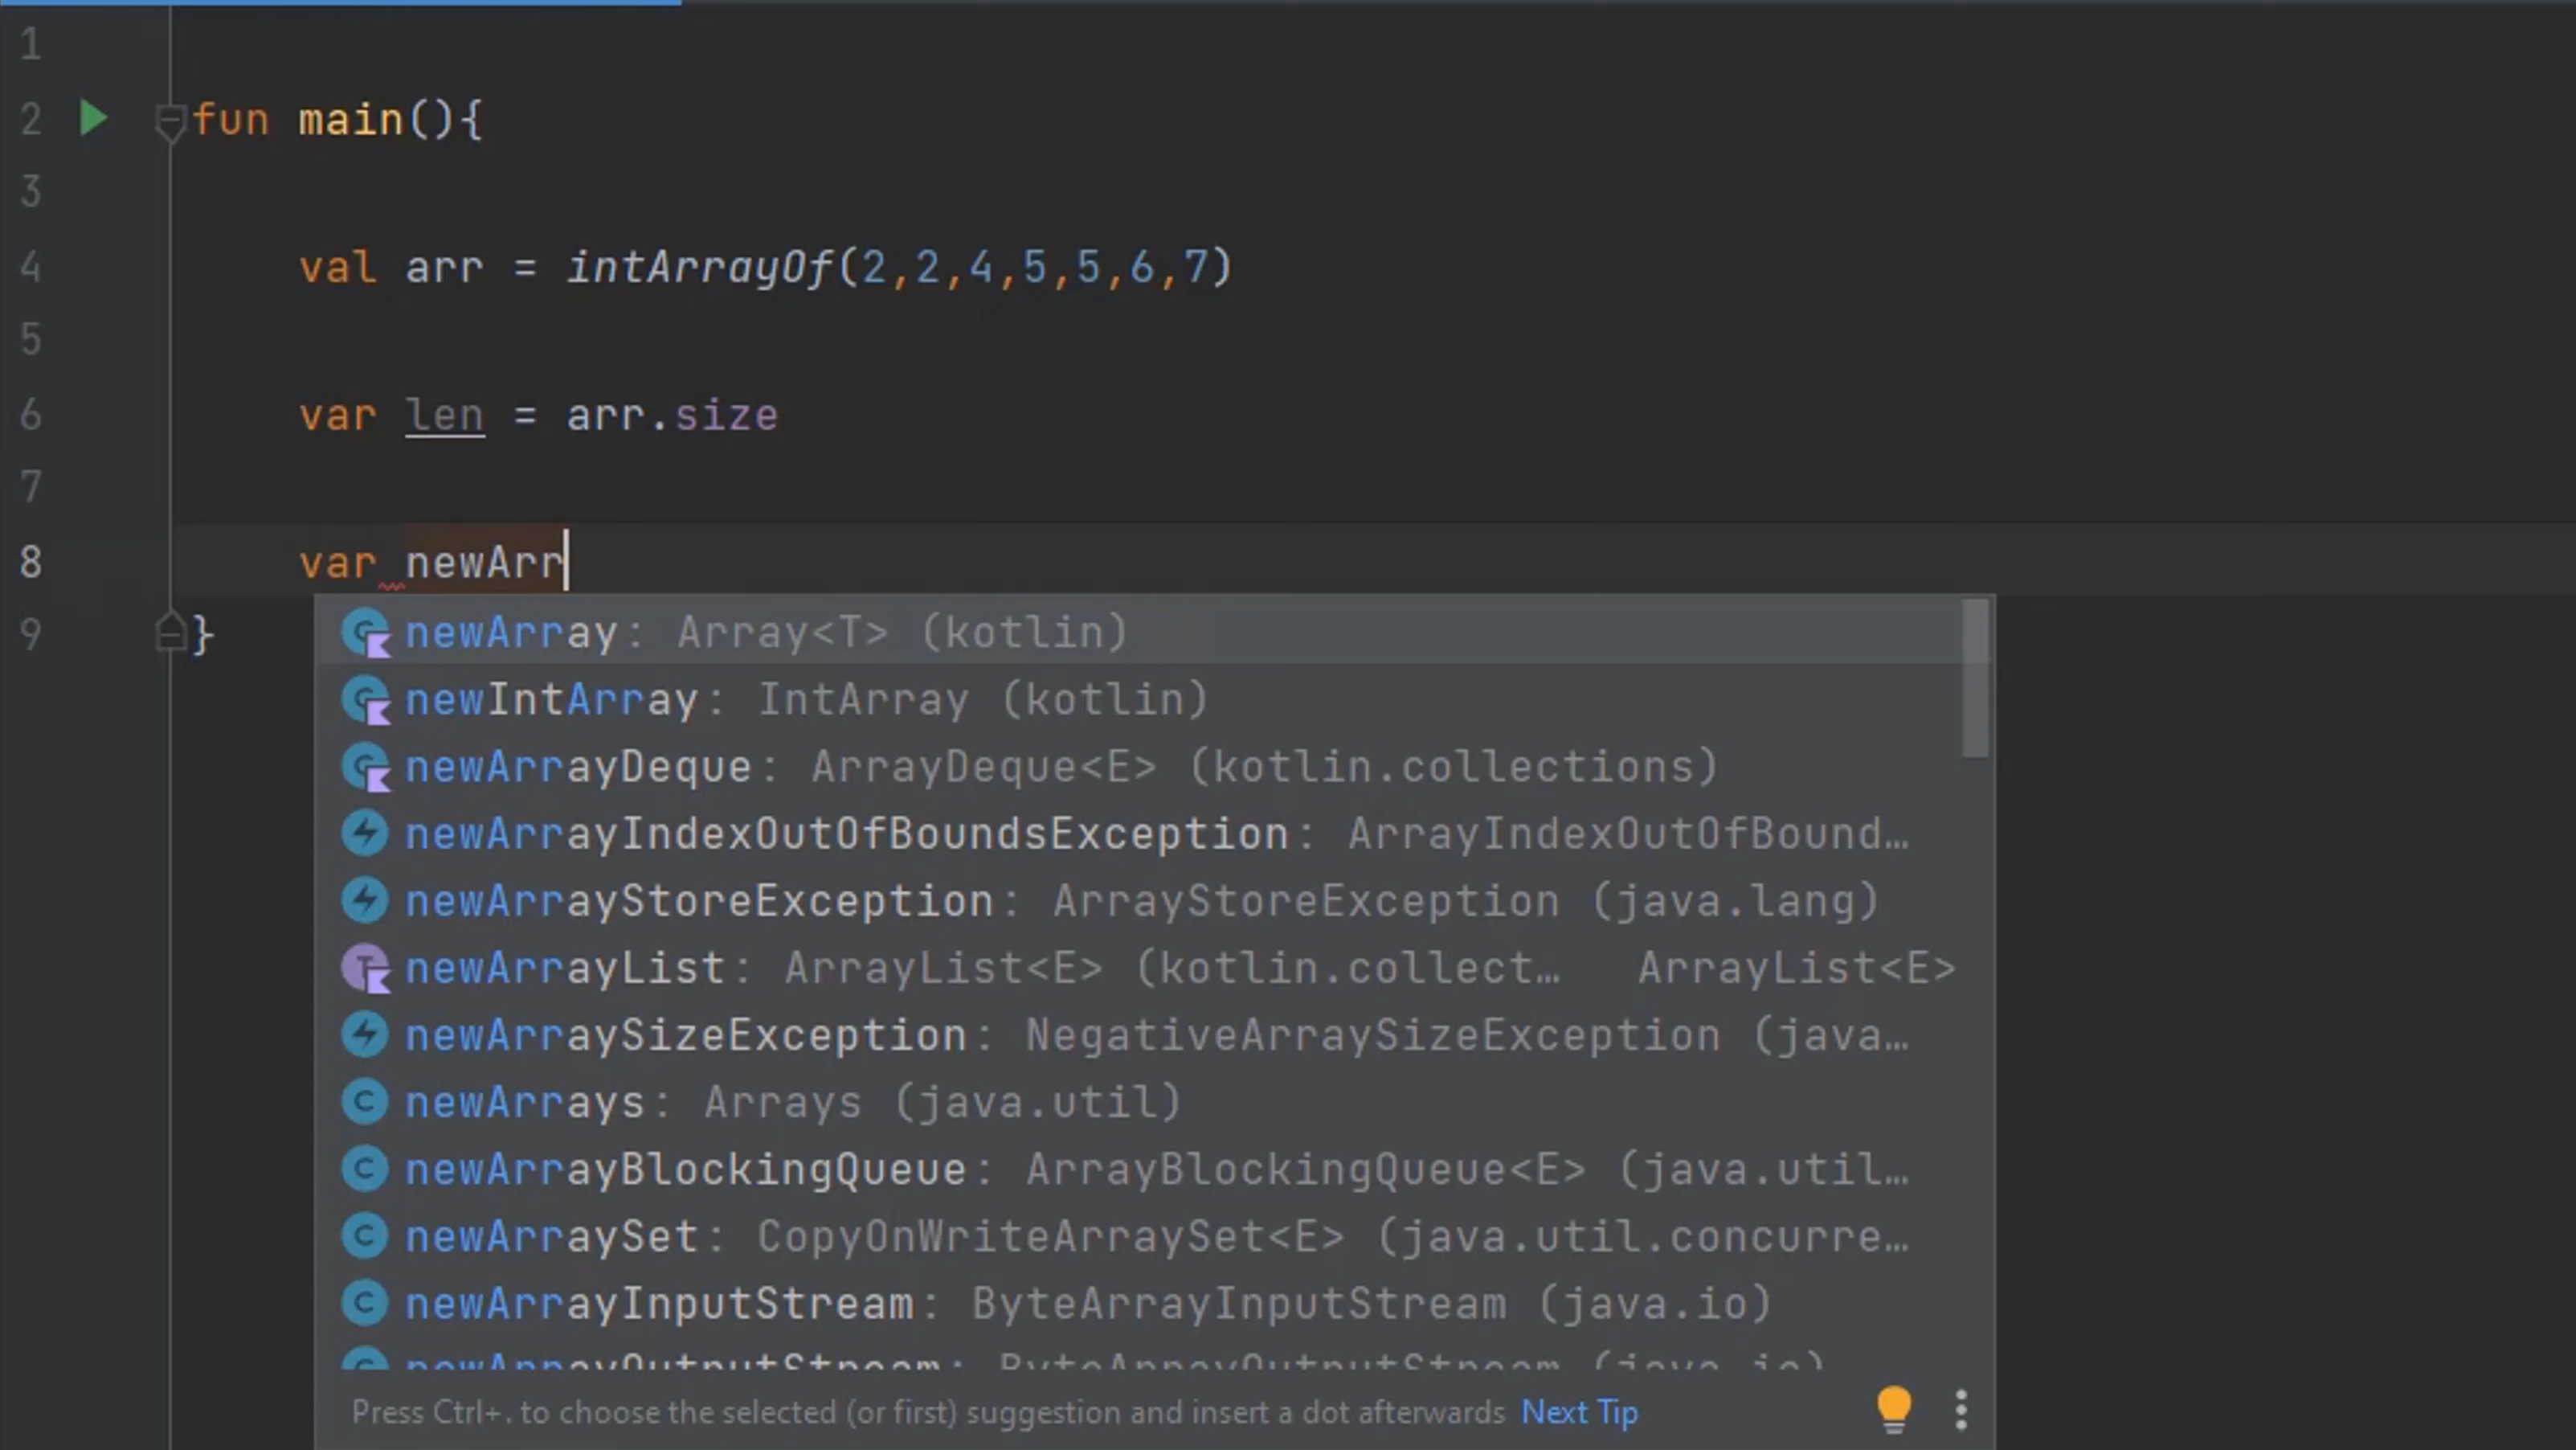 1
2 fun main(){
3
4 val arr = intArrayOf(2,2,4,5,5,6,7)
5
6 var len = arr.size
7
8 var newArr
9 }
newArray: Array<T> (kotlin)
newIntArray: IntArray (kotlin)
newArrayDeque: ArrayDeque<E> (kotlin.collections)
newArrayIndexOutOfBoundsException: ArrayIndexOutOfBound…
newArrayStoreException: ArrayStoreException (java.lang)
newArrayList: ArrayList<E> (kotlin.collect… ArrayList<E>
newArraySizeException: NegativeArraySizeException (java…
newArrays: Arrays (java.util)
newArrayBlockingQueue: ArrayBlockingQueue<E> (java.util…
newArraySet: CopyOnWriteArraySet<E> (java.util.concurre…
newArrayInputStream: ByteArrayInputStream (java.io)
newArrayOutputStream: ByteArrayOutputStream (java.io)
Press Ctrl+. to choose the selected (or first) suggestion and insert a dot afterwards Next Tip